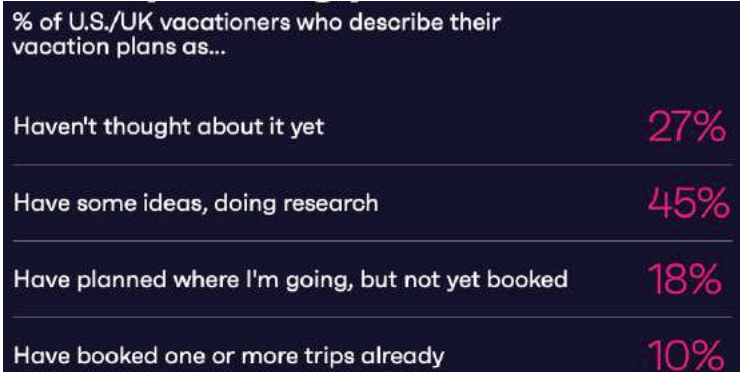 % of U.S./UK vacationers who describe their
vacation plans as...
Haven't thought about it yet 27%
Have some ideas, doing research 45%
Have planned where I'm going, but not yet booked 18%
Have booked one or more trips already 10%